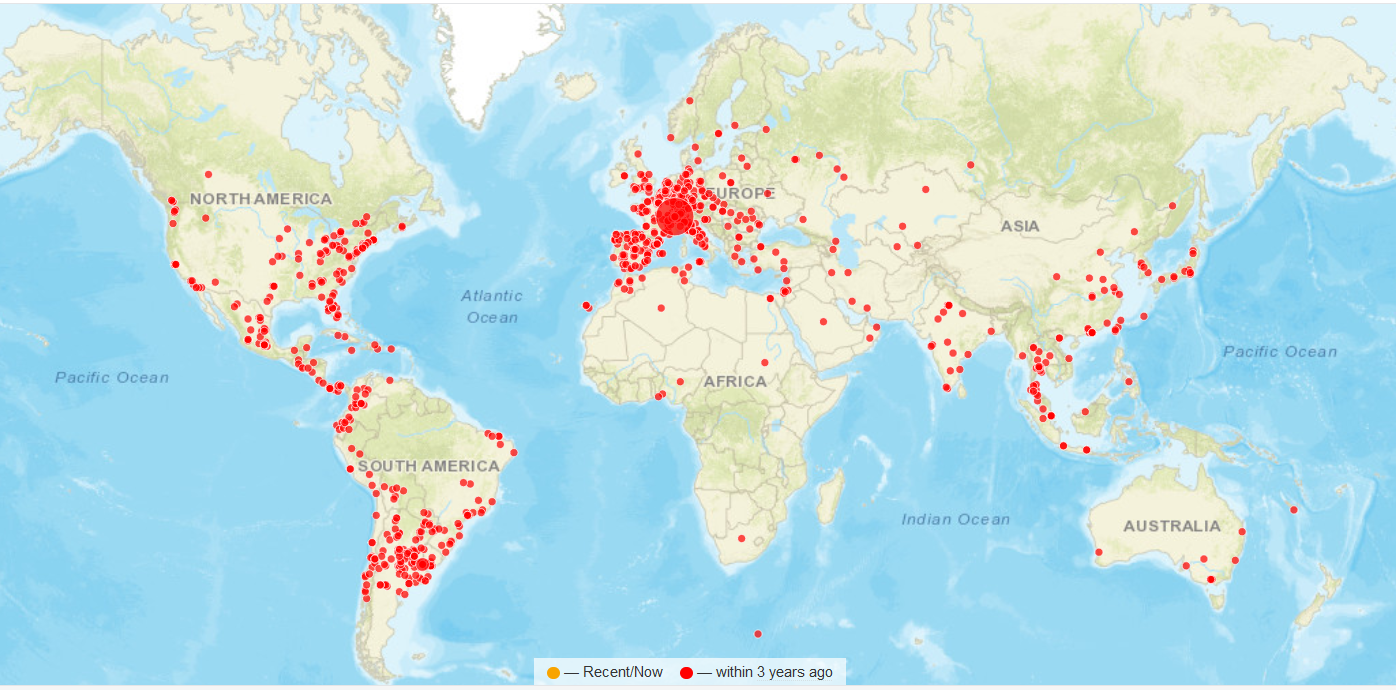 NORTH AMERICA
EUROPE
ASIA
Atlantic
Ocean
Pacific Ocean
Pacific Ocean
AFRICA
SOUTH AMERICA
Indian Ocean
AUSTRALIA
— Recent/Now — within 3 years ago